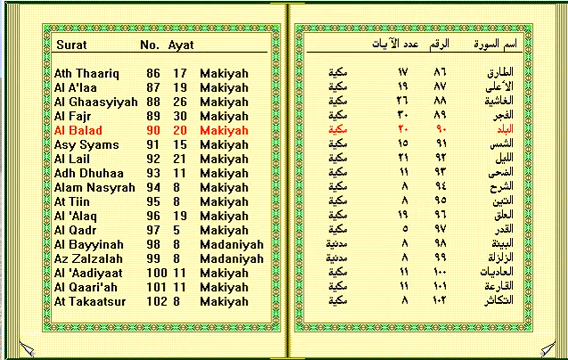 Surat No. Ayat
Ath Thaariq 86 17 Makiyah
Al A'laa 87 19 Makiyah
Al Ghaasyiyah 88 26 Makiyah
Al Fajr 89 30 Makiyah
Al Balad 90 20 Makiyah
Asy Syams 91 15 Makiyah
Al Lail 92 21 Makiyah
Adh Dhuhaa 93 11 Makiyah
Alam Nasyrah 94 8 Makiyah
At Tiin 95 8 Makiyah
Al 'Alaq 96 19 Makiyah
Al Qadr 97 5 Makiyah
Al Bayyinah 98 8 Madaniyah
Az Zalzalah 99 8 Madaniyah
Al 'Aadiyaat 100 11 Makiyah
Al Qaari'ah 101 11 Makiyah
At Takaatsur 102 8 Makiyah
اسم السورة الرقم عدد الآيات
الطارق ٨٦ ١٧ مكية
الأعلى ٨٧ ١٩ مكية
الغاشية ٨٨ ٢٦ مكية
الفجر ٨٩ ٣٠ مكية
البلد ٩٠ ٢٠ مكية
الشمس ٩١ ١٥ مكية
الليل ٩٢ ٢١ مكية
الضحى ٩٣ ١١ مكية
الشرح ٩٤ ٨ مكية
التين ٩٥ ٨ مكية
العلق ٩٦ ١٩ مكية
القدر ٩٧ ٥ مكية
البينة ٩٨ ٨ مدنية
الزلزلة ٩٩ ٨ مدنية
العاديات ١٠٠ ١١ مكية
القارعة ١٠١ ١١ مكية
التكاثر ١٠٢ ٨ مكية